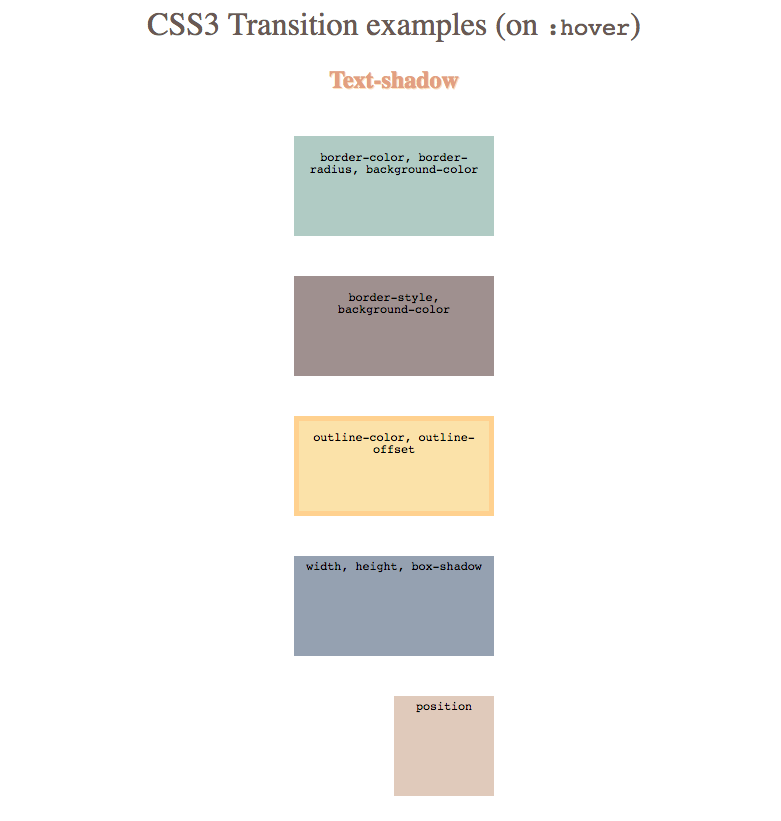 CSS3 Transition examples (on :hover)
Text-shadow
border-color, border-
radius, background-color
border-style,
background-color
outline-color, outline-
offset
width, height, box-shadow
position